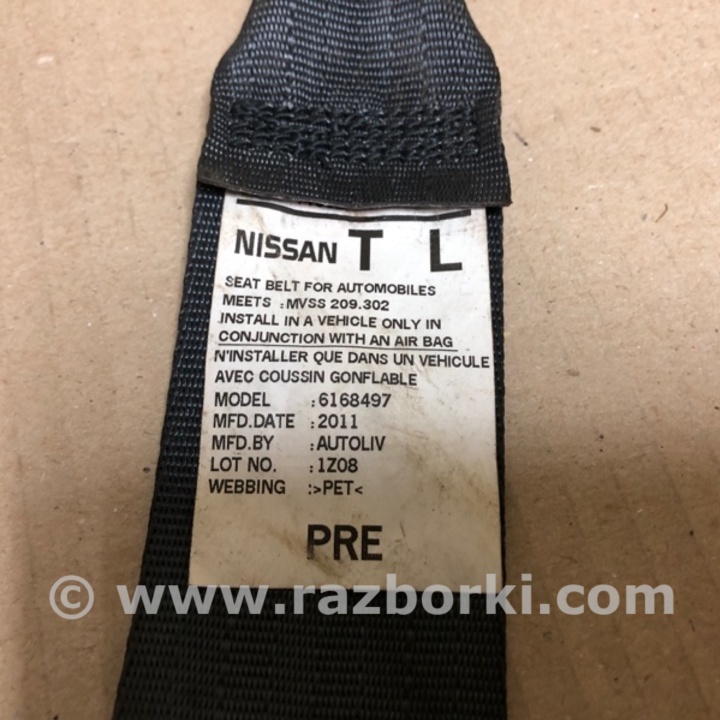 NISSAN T L
SEAT BELT FOR AUTOMOBILES
MEETS :MVSS 209.302
INSTALL IN A VEHICLE ONLY IN
CONJUNCTION WITH AN AIR BAG
N'INSTALLER QUE DANS UN VEHICULE
AVEC COUSSIN GONFLABLE
MODEL :6168497
MFD.DATE :2011
MFD.BY :AUTOLIV
LOT NO. :1Z08
WEBBING :>PET<
PRE
© www.razborki.com